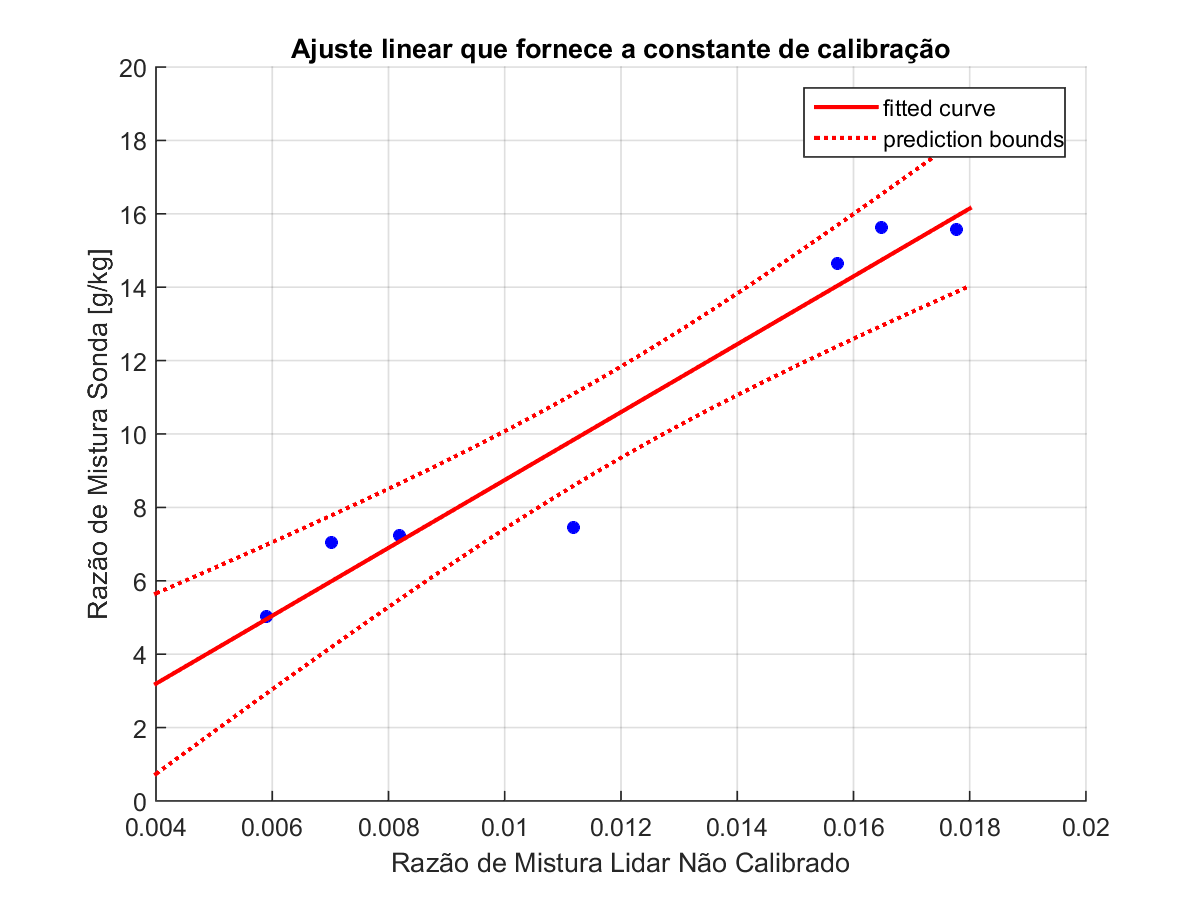 Ajuste linear que fornece a constante de calibração
fitted curve
prediction bounds
Razão de Mistura Sonda [g/kg]
20
18
16
14
12
10
8
6
4
2
0
0.004 0.006 0.008 0.01 0.012 0.014 0.016 0.018 0.02
Razão de Mistura Lidar Não Calibrado